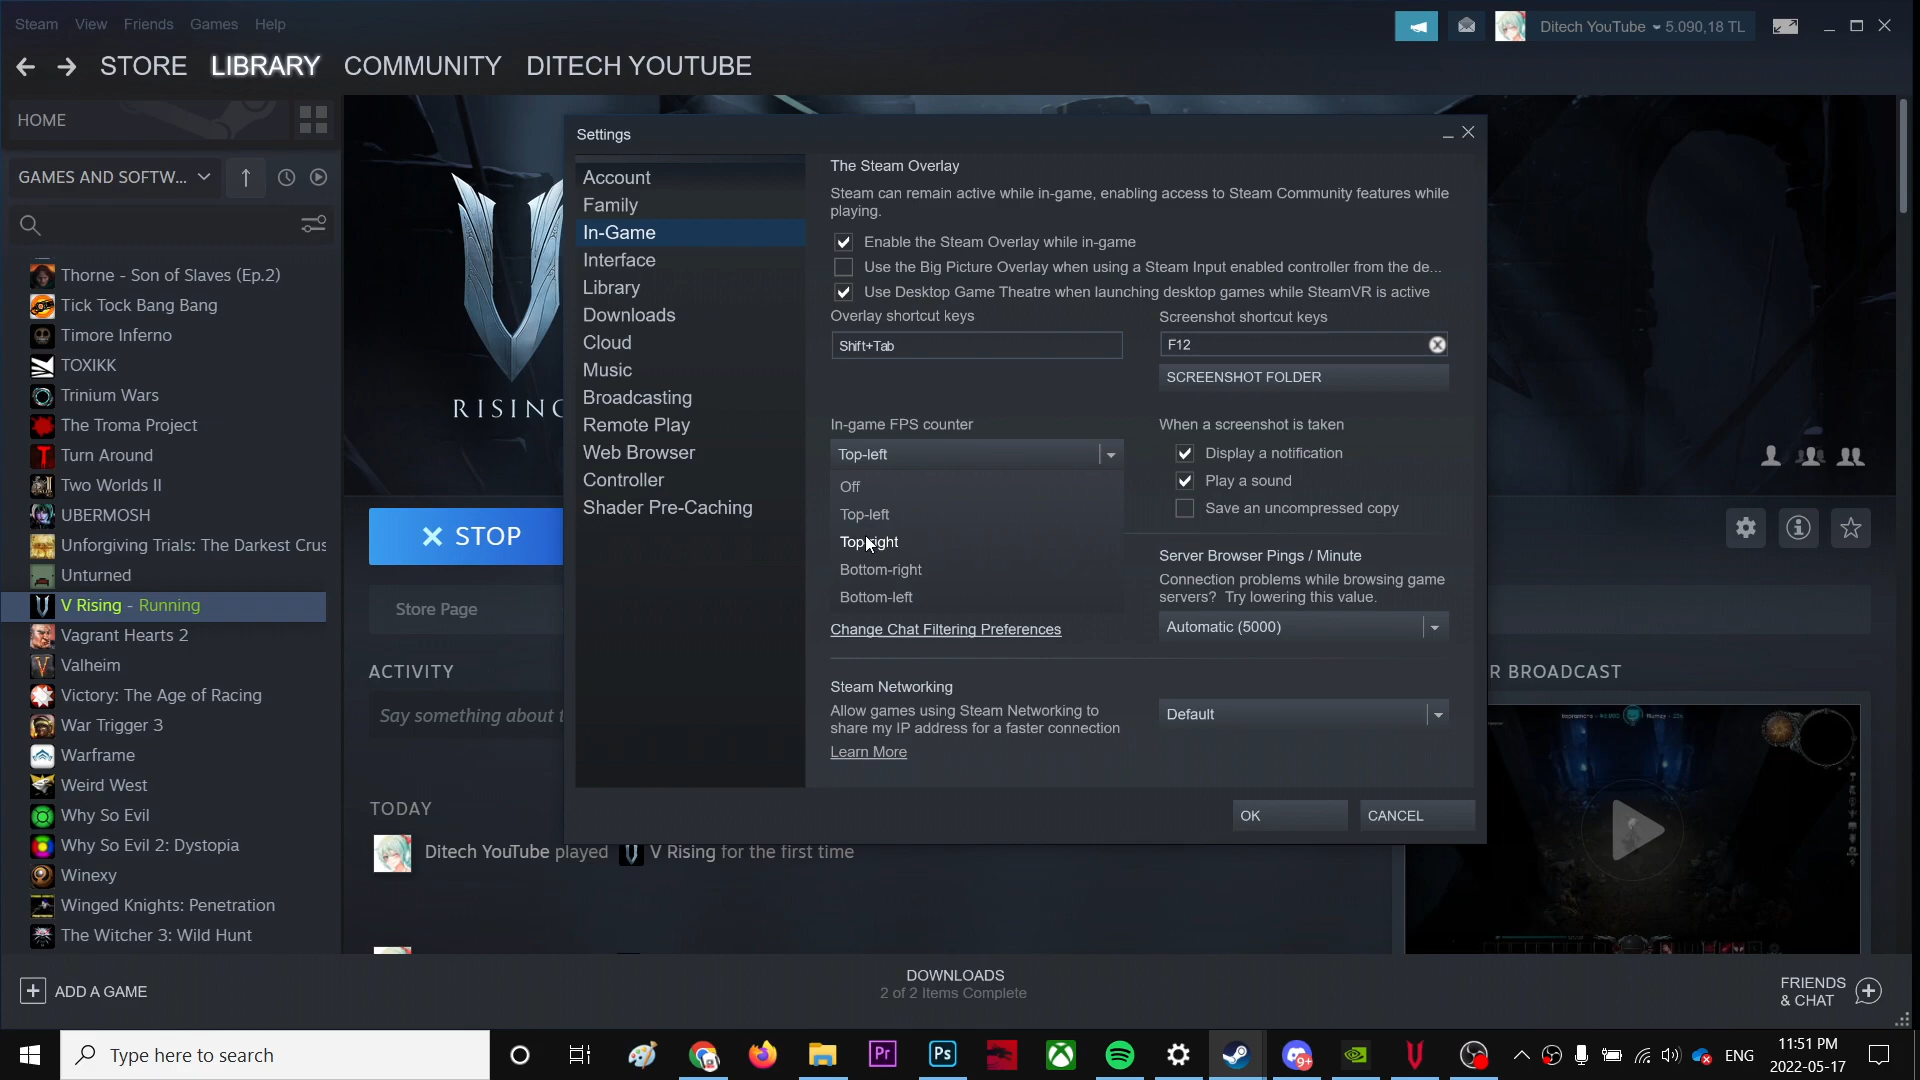 Steam View Friends Games Help
Ditech YouTube 5.090,18 TL
STORE LIBRARY COMMUNITY DITECH YOUTUBE
HOME
GAMES AND SOFTW...
Thorne - Son of Slaves (Ep.2)
Tick Tock Bang Bang
Timore Inferno
TOXIKK
Trinium Wars
The Troma Project
Turn Around
Two Worlds II
UBERMOSH
Unforgiving Trials: The Darkest Crus
Unturned
V Rising - Running
Vagrant Hearts 2
Valheim
Victory: The Age of Racing
War Trigger 3
Warframe
Weird West
Why So Evil
Why So Evil 2: Dystopia
Winexy
Winged Knights: Penetration
The Witcher 3: Wild Hunt
ADD A GAME
RISING
STOP
Store Page
ACTIVITY
Say something about t
TODAY
Ditech YouTube played V Rising for the first time
Settings
Account
Family
In-Game
Interface
Library
Downloads
Cloud
Music
Broadcasting
Remote Play
Web Browser
Controller
Shader Pre-Caching
The Steam Overlay
Steam can remain active while in-game, enabling access to Steam Community features while
playing.
Enable the Steam Overlay while in-game
Use the Big Picture Overlay when using a Steam Input enabled controller from the de...
Use Desktop Game Theatre when launching desktop games while SteamVR is active
Overlay shortcut keys
Shift+Tab
Screenshot shortcut keys
F12
SCREENSHOT FOLDER
In-game FPS counter
Top-left
Off
Top-left
Top-right
Bottom-right
Bottom-left
Change Chat Filtering Preferences
When a screenshot is taken
Display a notification
Play a sound
Save an uncompressed copy
Server Browser Pings / Minute
Connection problems while browsing game
servers? Try lowering this value.
Automatic (5000)
Steam Networking
Allow games using Steam Networking to
share my IP address for a faster connection
Learn More
Default
OK
CANCEL
R BROADCAST
DOWNLOADS
2 of 2 Items Complete
FRIENDS
& CHAT
Type here to search
Pr
Ps
9+
ENG
11:51 PM
2022-05-17